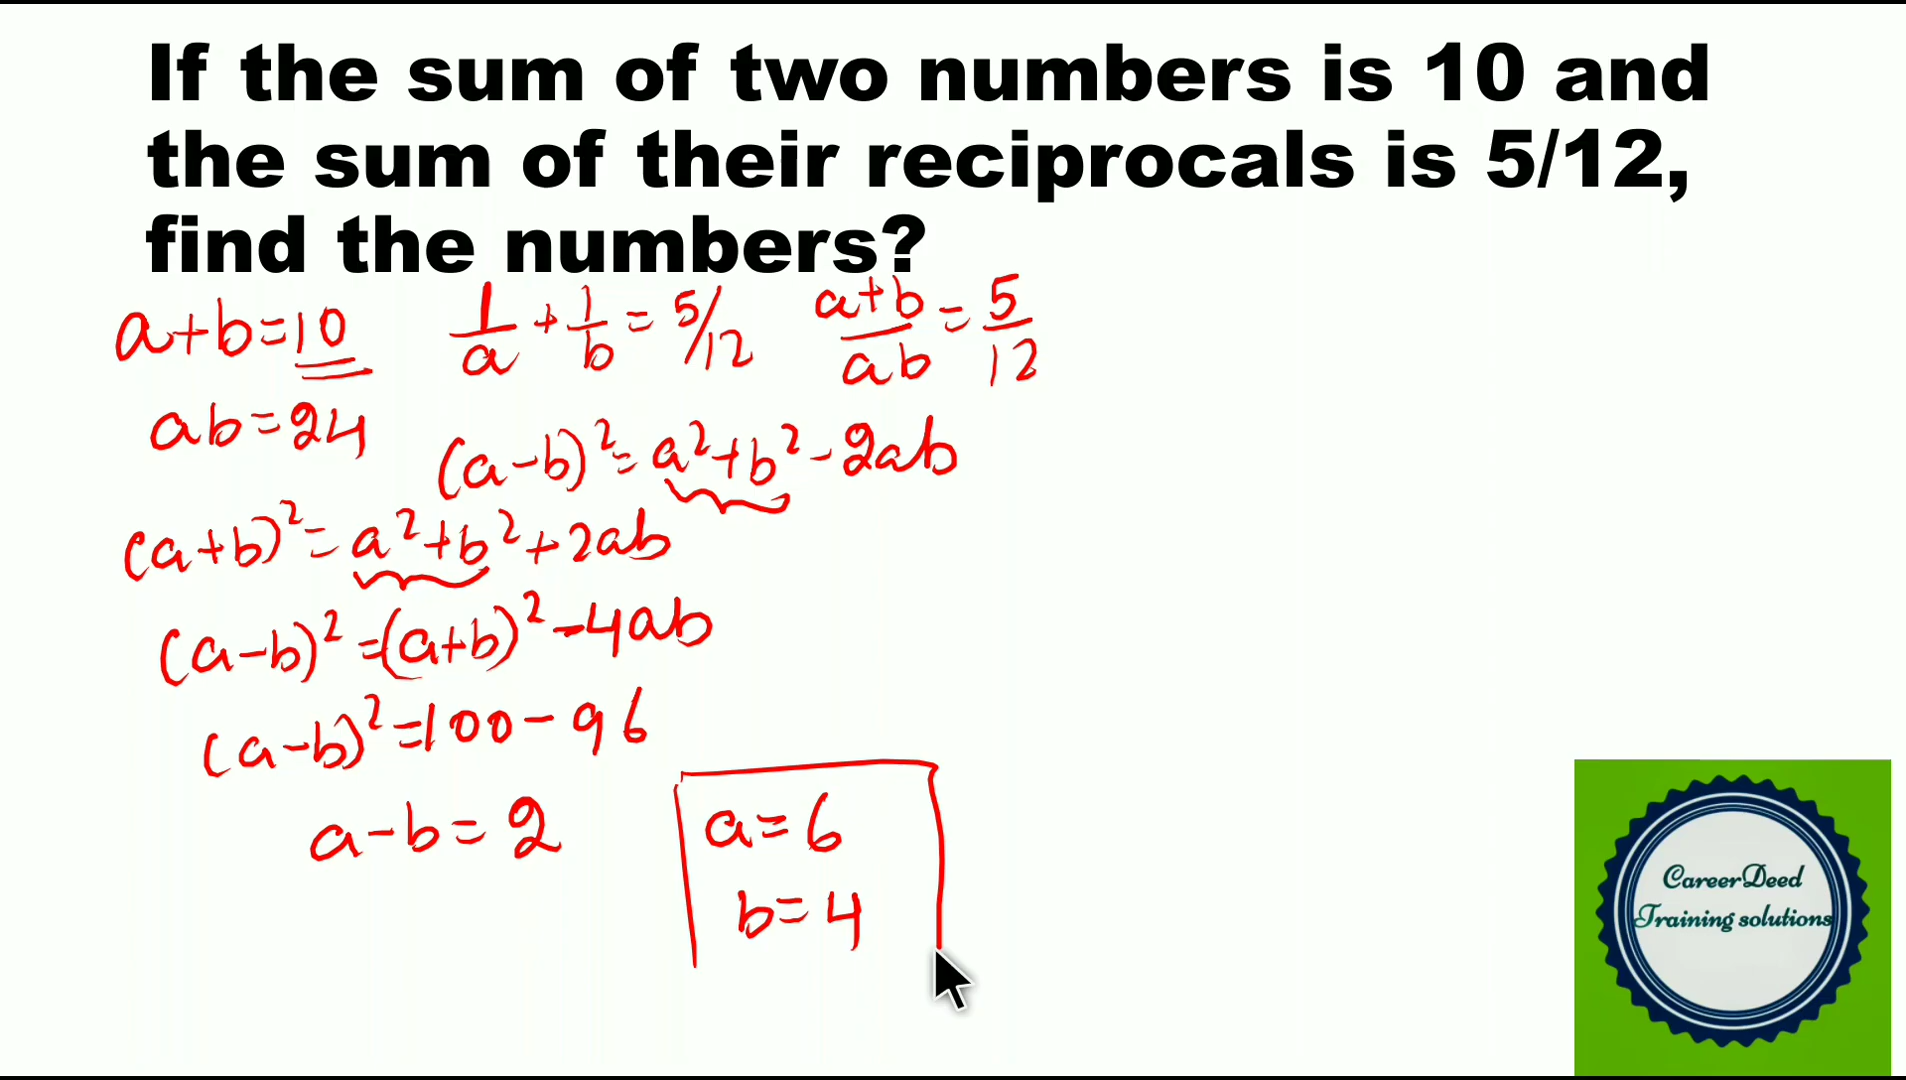 If the sum of two numbers is 10 and
the sum of their reciprocals is 5/12,
find the numbers?
a+b=10 1/a + 1/b = 5/12 a+b/ab = 5/12
ab=24
(a-b)²=a²+b²-2ab
(a+b)²=a²+b²+2ab
(a-b)²=(a+b)²-4ab
(a-b)²=100-96
a-b=2
a=6
b=4
CareerDeed
Training solutions